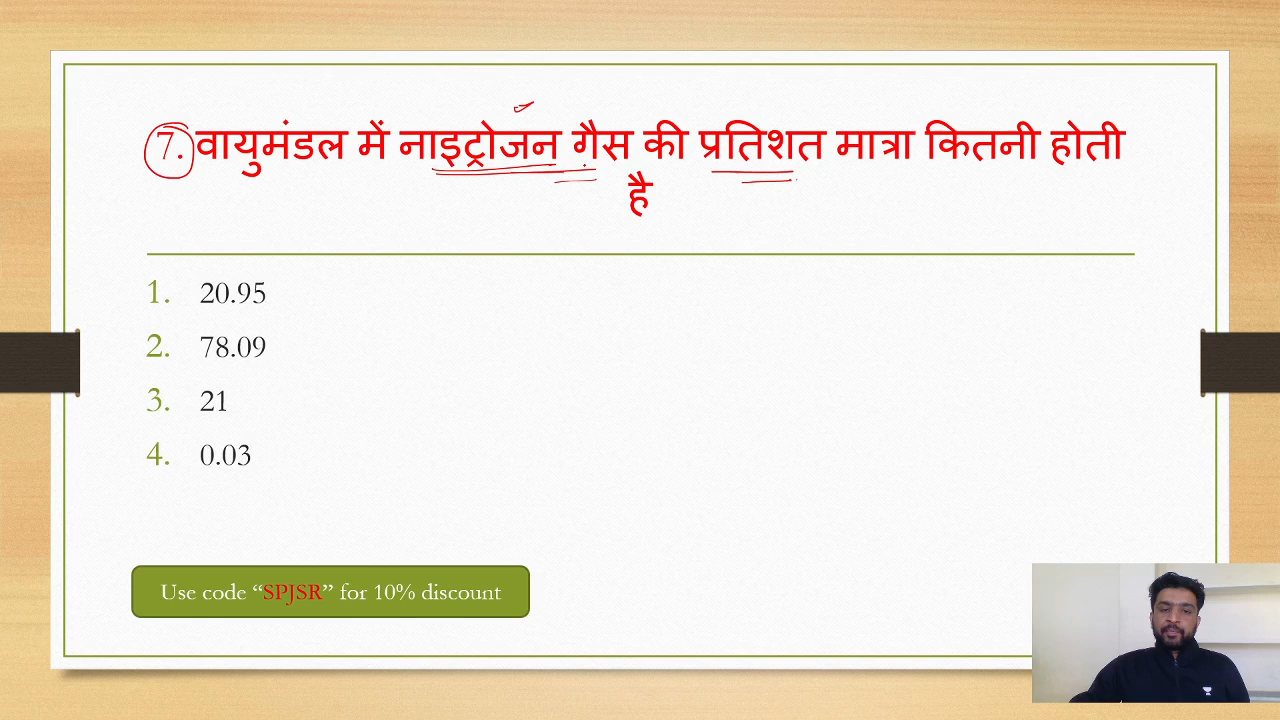 7. वायुमंडल में नाइट्रोजन गैस की प्रतिशत मात्रा कितनी होती
है
1. 20.95
2. 78.09
3. 21
4. 0.03
Use code “SPJSR” for 10% discount